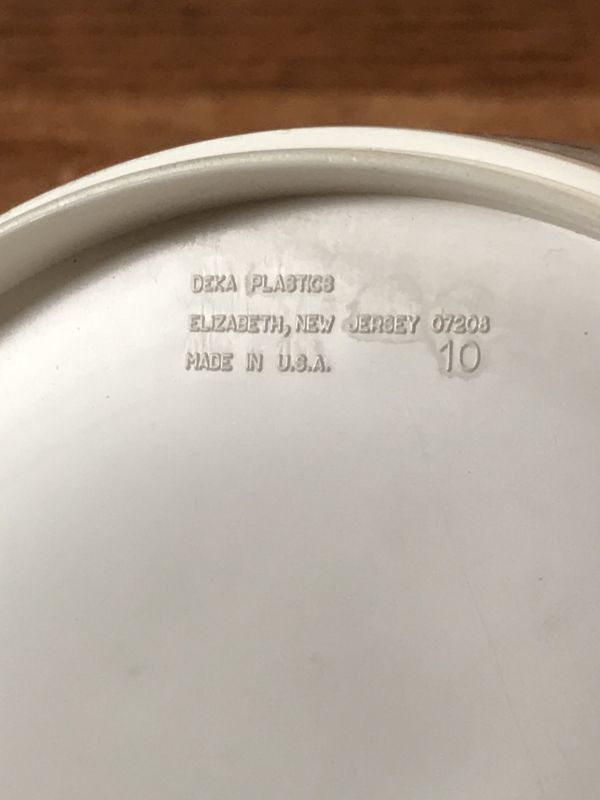 DEKA PLASTICS
ELIZABETH, NEW JERSEY 07208
MADE IN U.S.A. 10